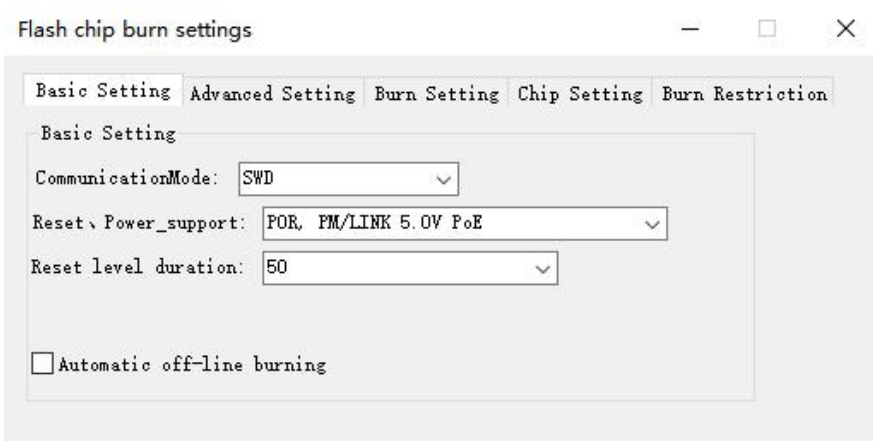 Flash chip burn settings
Basic Setting Advanced Setting Burn Setting Chip Setting Burn Restriction
Basic Setting
CommunicationMode: SWD
Reset、Power_support: POR, PM/LINK 5.0V PoE
Reset level duration: 50
Automatic off-line burning